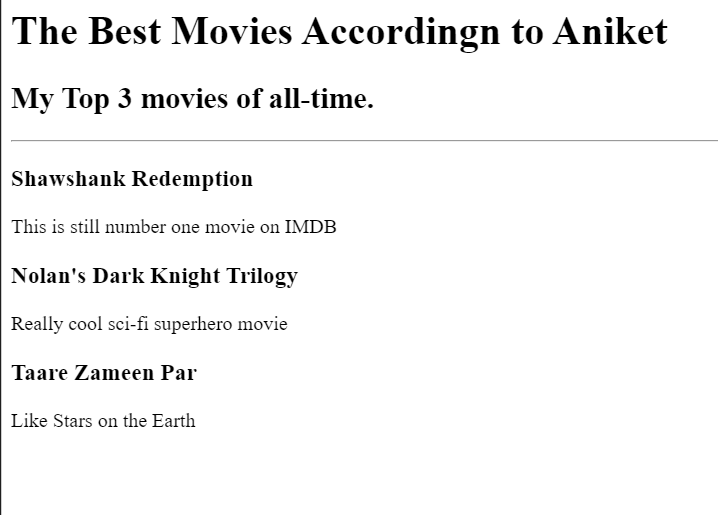 The Best Movies Accordingn to Aniket
My Top 3 movies of all-time.
Shawshank Redemption
This is still number one movie on IMDB
Nolan's Dark Knight Trilogy
Really cool sci-fi superhero movie
Taare Zameen Par
Like Stars on the Earth